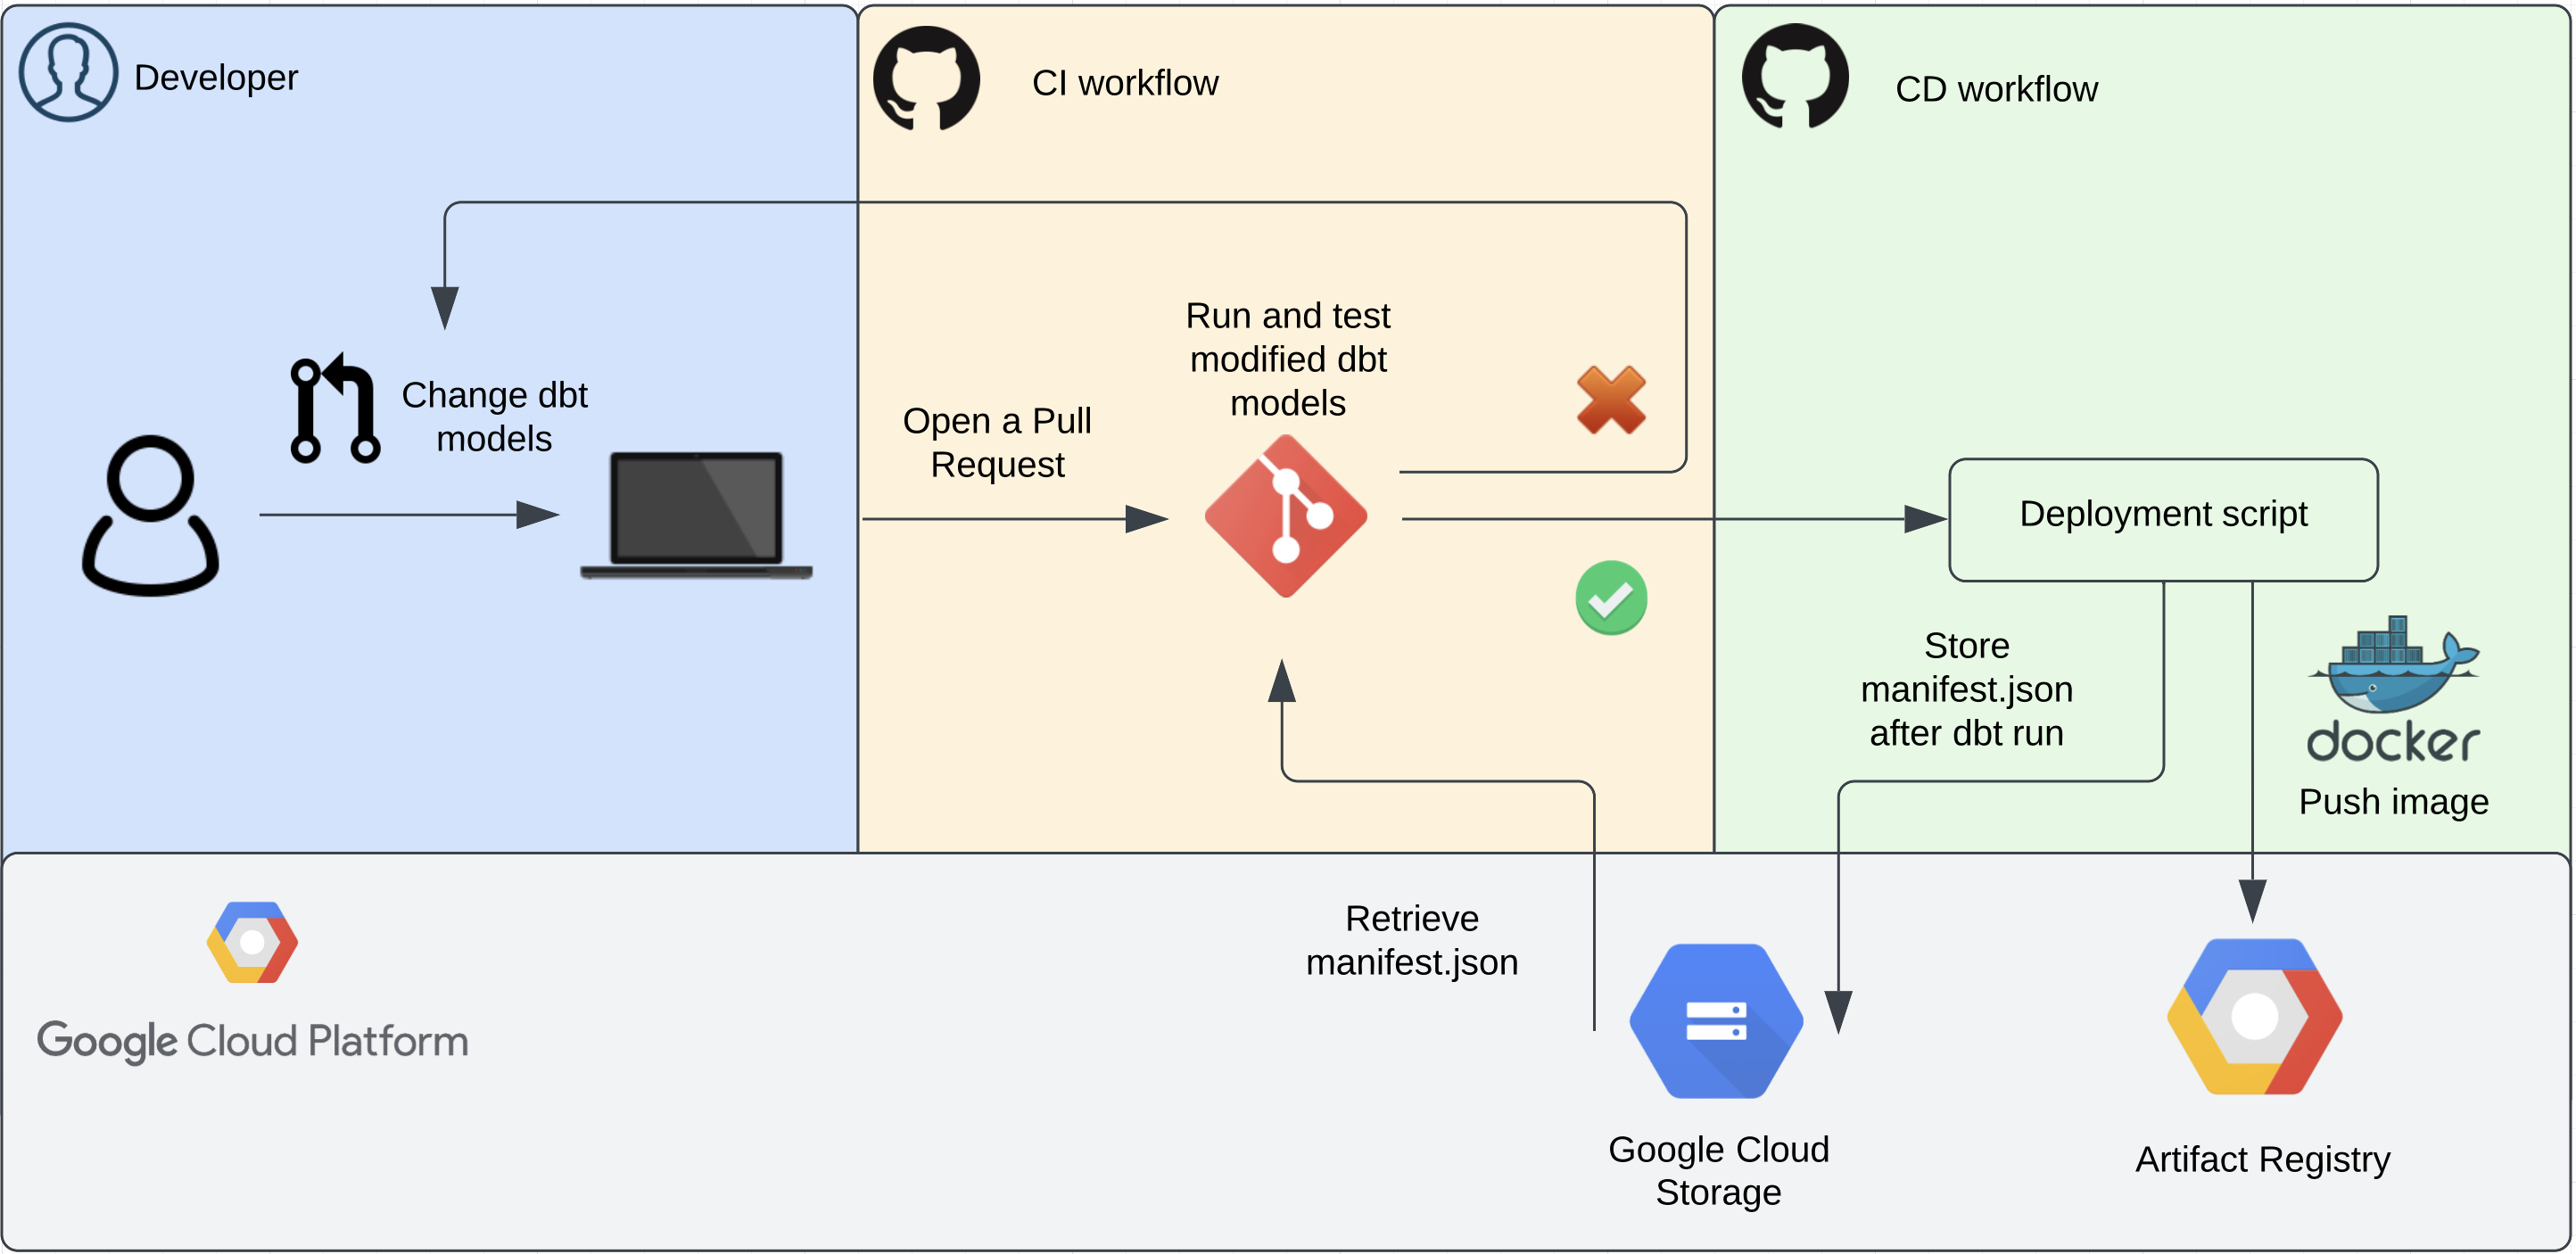 Developer
CI workflow
CD workflow
Change dbt
models
Open a Pull
Request
Run and test
modified dbt
models
Deployment script
Store
manifest.json
after dbt run
docker
Push image
Google Cloud Platform
Retrieve
manifest.json
Google Cloud
Storage
Artifact Registry